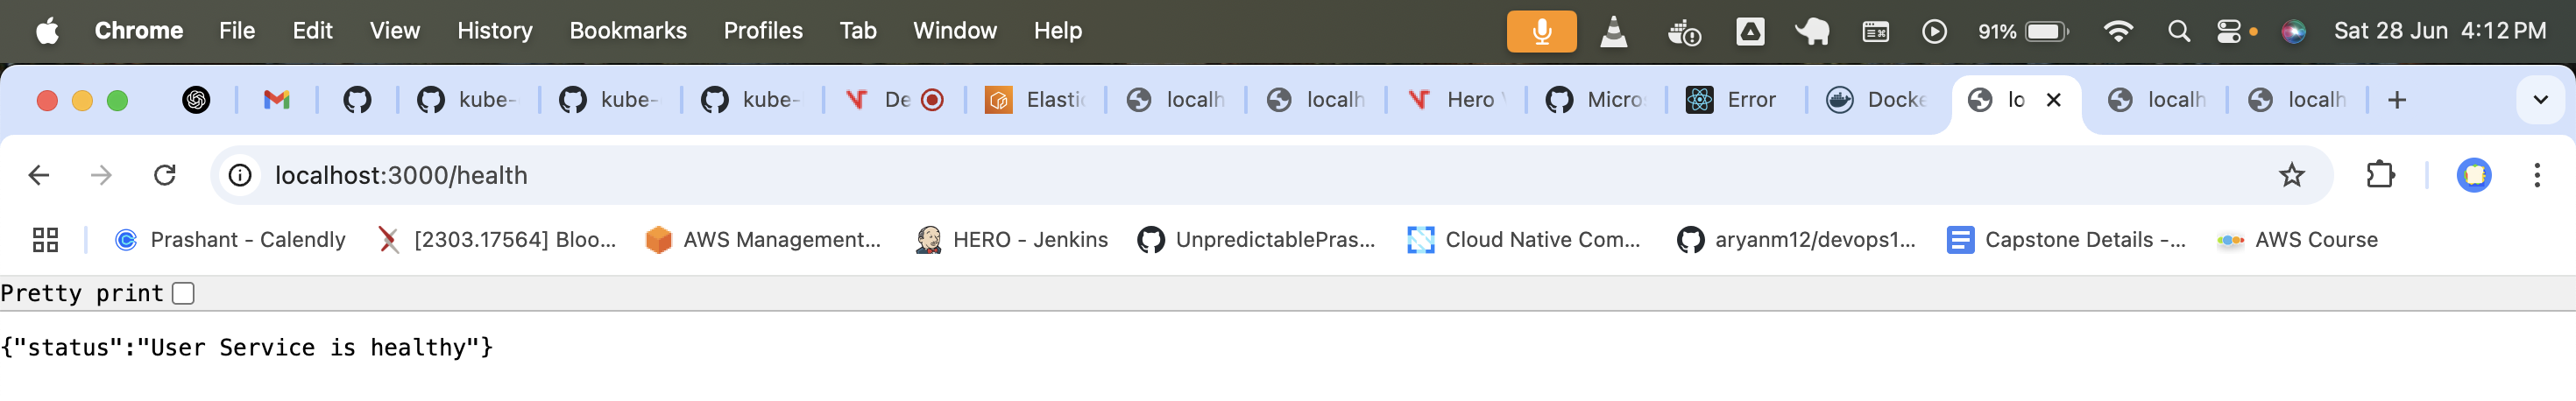 Chrome File Edit View History Bookmarks Profiles Tab Window Help 91% Sat 28 Jun 4:12 PM
kube- kube- kube- De Elastic localh localh Hero V Micro Error Docke lo localh localh
localhost:3000/health
Prashant - Calendly [2303.17564] Bloo... AWS Management... HERO - Jenkins UnpredictablePras... Cloud Native Com... aryanm12/devops1... Capstone Details -... AWS Course
Pretty print
{"status":"User Service is healthy"}